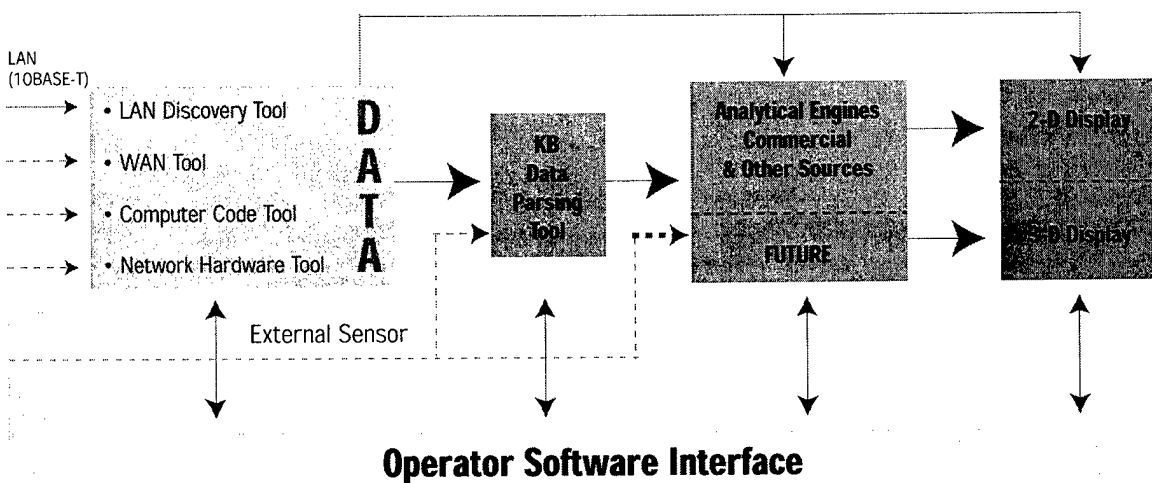 LAN
(10BASE-T)
• LAN Discovery Tool
• WAN Tool
• Computer Code Tool
• Network Hardware Tool
D
A
T
A
KB
Data
Parsing
Tool
Analytical Engines
Commercial
& Other Sources
FUTURE
2-D Display
3-D Display
External Sensor
Operator Software Interface